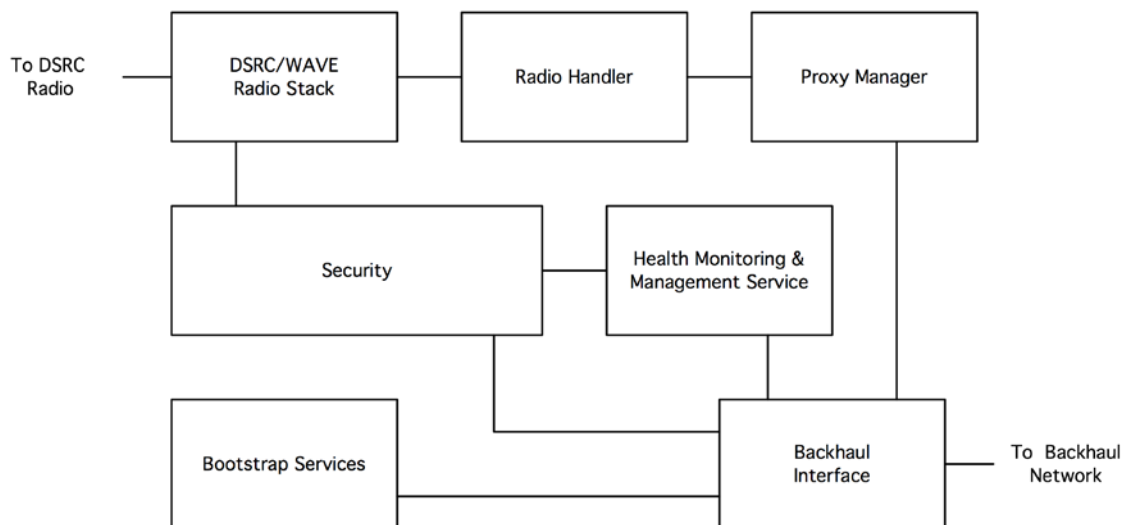 To DSRC
Radio
DSRC/WAVE
Radio Stack
Radio Handler
Proxy Manager
Security
Health Monitoring &
Management Service
Bootstrap Services
Backhaul
Interface
To Backhaul
Network